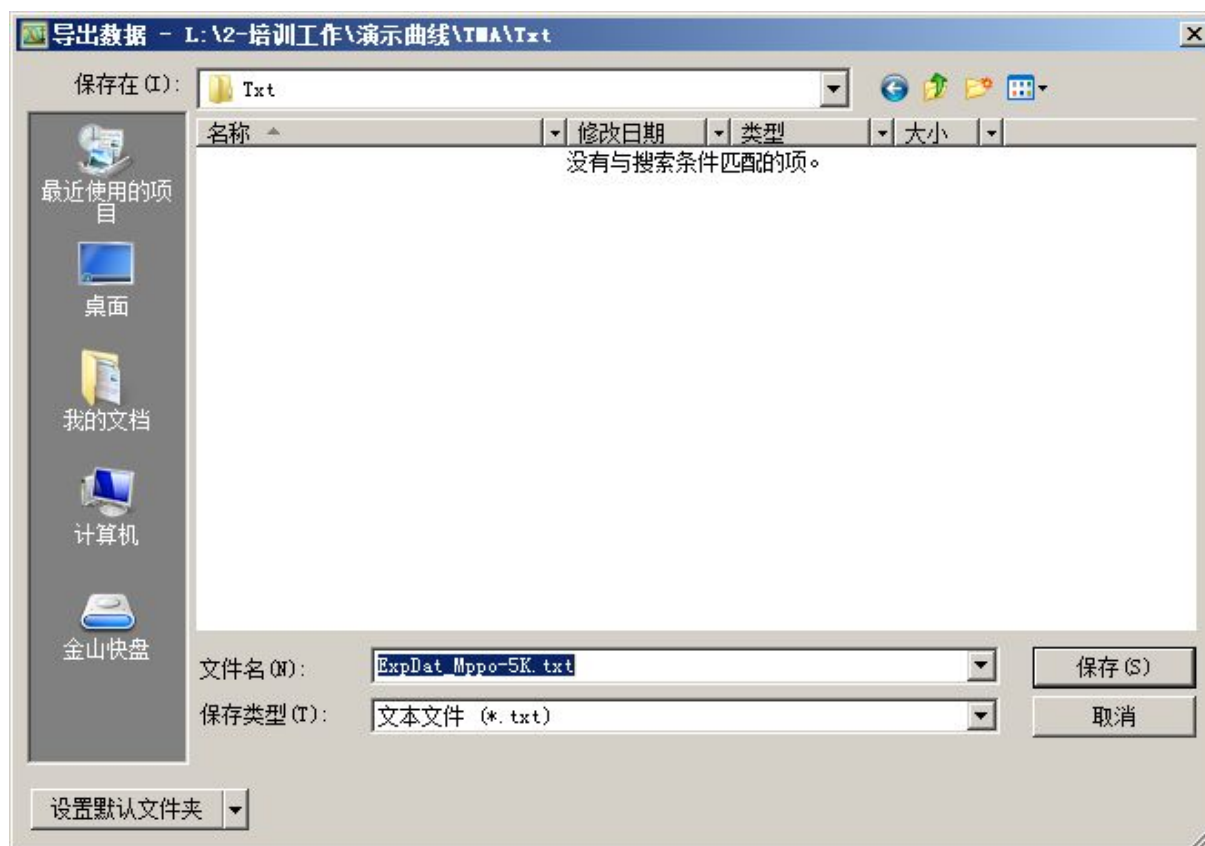 导出数据 - L:\2-培训工作\演示曲线\TMA\Txt
保存在(I):
Txt
名称
修改日期
类型
大小
没有与搜索条件匹配的项。
最近使用的项
目
桌面
我的文档
计算机
金山快盘
文件名(N):
ExpDat_Mppo-5K.txt
保存(S)
保存类型(T):
文本文件 (*.txt)
取消
设置默认文件夹